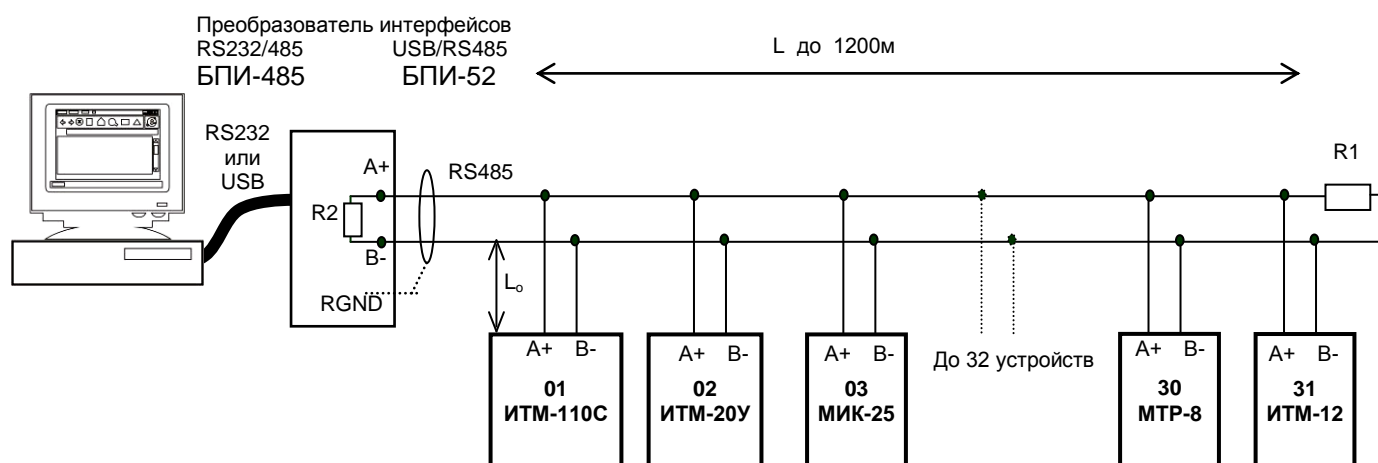 Преобразователь интерфейсов
RS232/485 USB/RS485
БПИ-485 БПИ-52
L до 1200м
RS232
или
USB
A+
R2
B-
RGND
RS485
Lo
R1
A+ B-
01
ИТМ-110С
A+ B-
02
ИТМ-20У
A+ B-
03
МИК-25
До 32 устройств
A+ B-
30
МТР-8
A+ B-
31
ИТМ-12